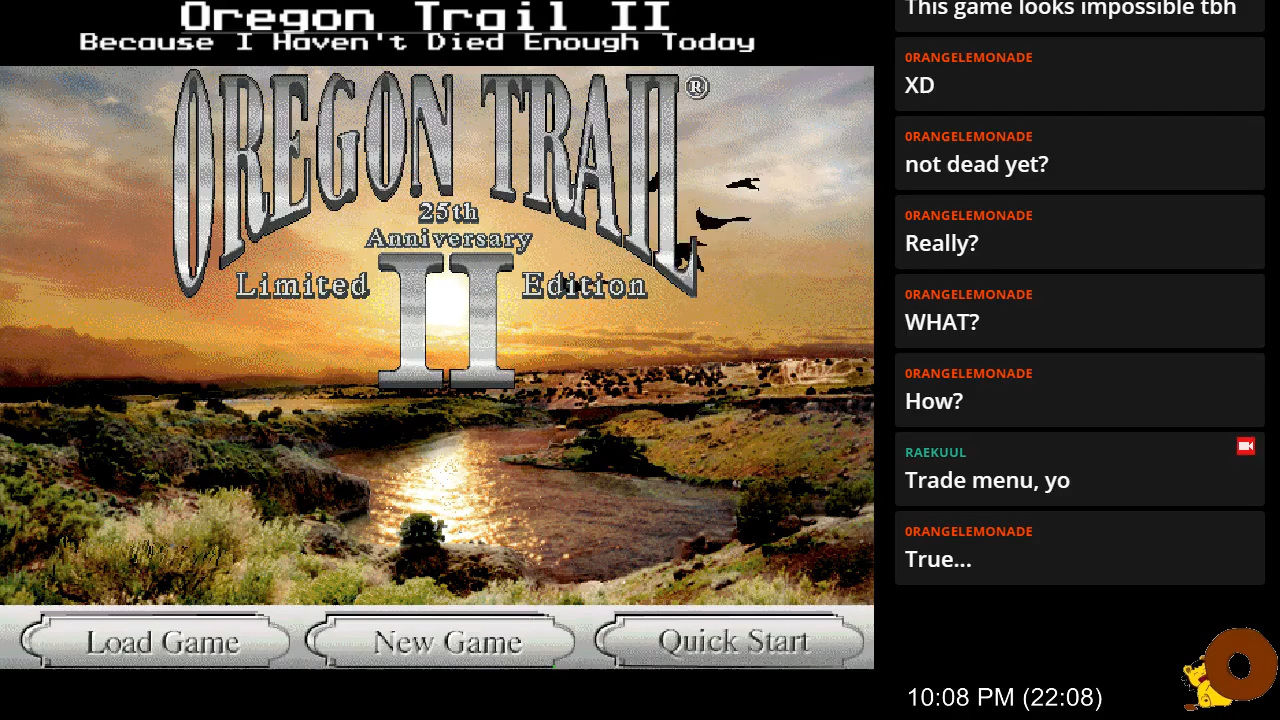 Oregon Trail II
Because I Haven't Died Enough Today
OREGON TRAIL®
25th
Anniversary
Limited II Edition
Load Game
New Game
Quick Start
This game looks impossible tbh
0RANGELEMONADE
XD
0RANGELEMONADE
not dead yet?
0RANGELEMONADE
Really?
0RANGELEMONADE
WHAT?
0RANGELEMONADE
How?
RAEKUUL
Trade menu, yo
0RANGELEMONADE
True...
10:08 PM (22:08)